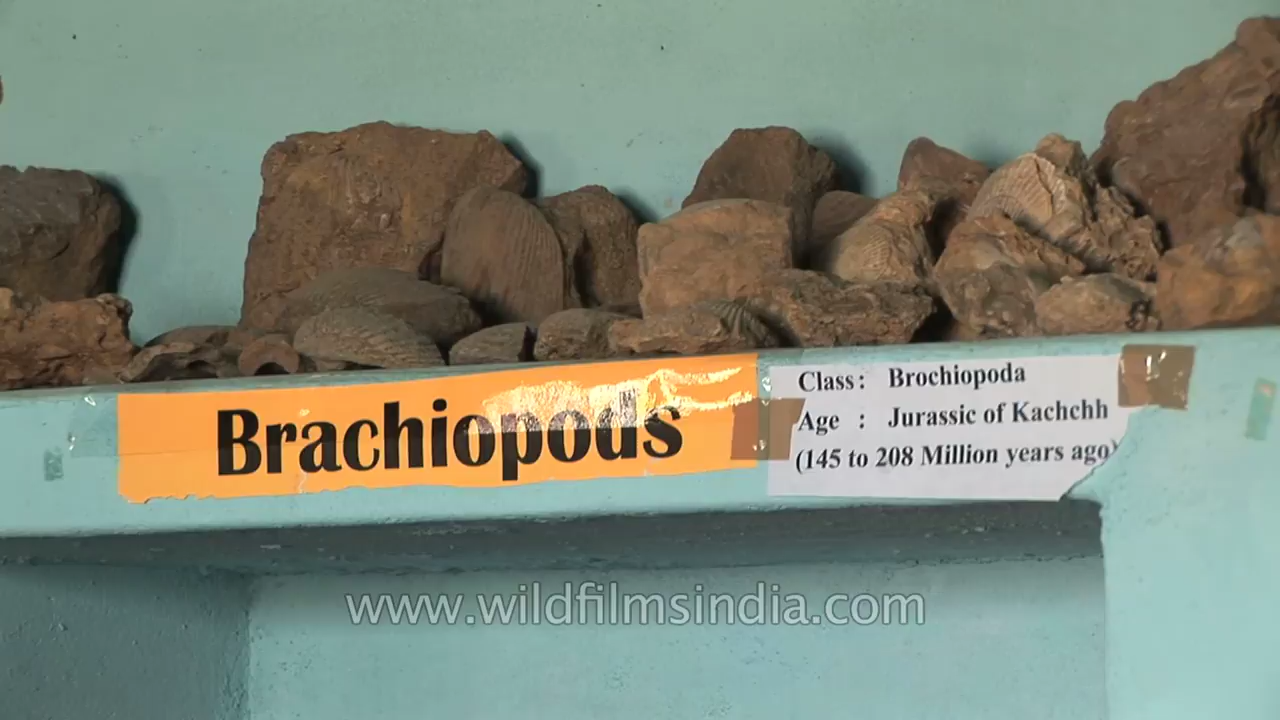 Brachiopods
Class : Brochiopoda
Age : Jurassic of Kachchh
(145 to 208 Million years ago)
www.wildfilmsindia.com